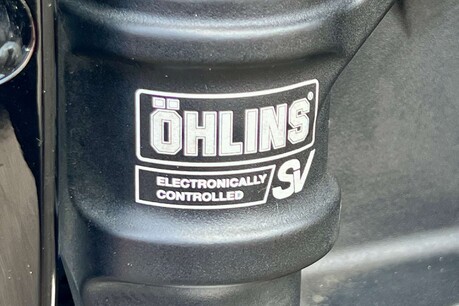 ÖHLINS®
ELECTRONICALLY
CONTROLLED
SV